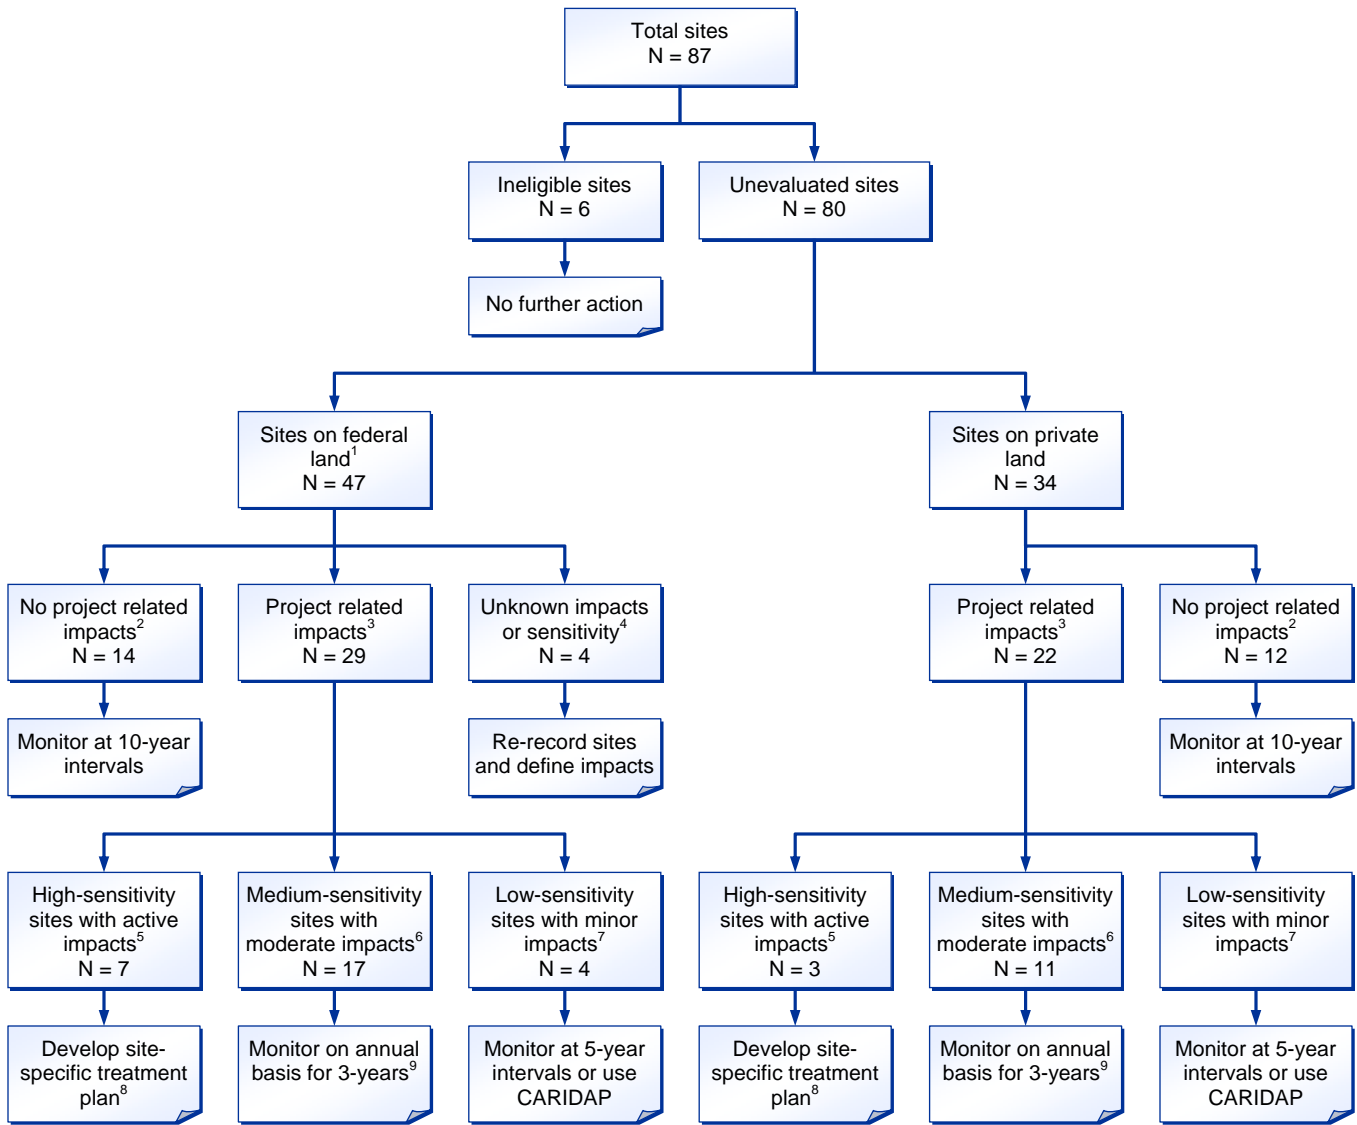 Total sites
N = 87
Ineligible sites
N = 6
Unevaluated sites
N = 80
No further action
Sites on federal
land1
N = 47
Sites on private
land
N = 34
No project related
impacts2
N = 14
Project related
impacts3
N = 29
Unknown impacts
or sensitivity4
N = 4
Project related
impacts3
N = 22
No project related
impacts2
N = 12
Monitor at 10-year
intervals
Re-record sites
and define impacts
Monitor at 10-year
intervals
High-sensitivity
sites with active
impacts5
N = 7
Medium-sensitivity
sites with
moderate impacts6
N = 17
Low-sensitivity
sites with minor
impacts7
N = 4
High-sensitivity
sites with active
impacts5
N = 3
Medium-sensitivity
sites with
moderate impacts6
N = 11
Low-sensitivity
sites with minor
impacts7
Develop site-
specific treatment
plan8
Monitor on annual
basis for 3-years9
Monitor at 5-year
intervals or use
CARIDAP
Develop site-
specific treatment
plan8
Monitor on annual
basis for 3-years9
Monitor at 5-year
intervals or use
CARIDAP